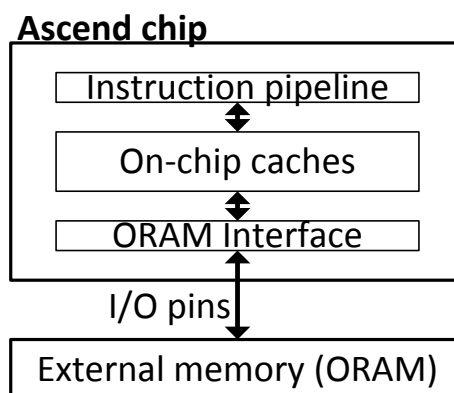 Ascend chip
Instruction pipeline
On-chip caches
ORAM Interface
I/O pins
External memory (ORAM)